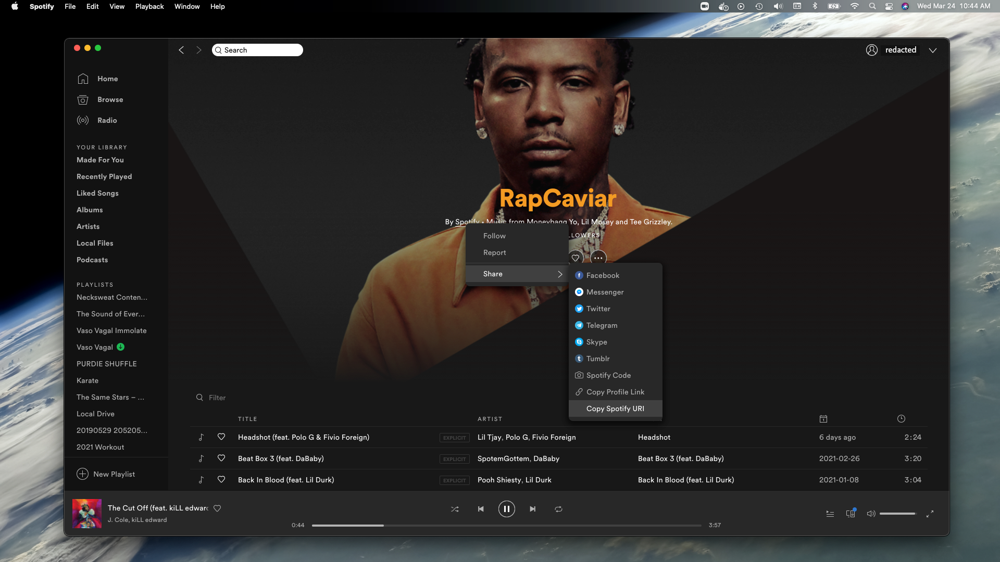 Spotify File Edit View Playback Window Help Wed Mar 24 10:44 AM
Search
redacted
Home
Browse
Radio
YOUR LIBRARY
Made For You
Recently Played
Liked Songs
Albums
Artists
Local Files
Podcasts
PLAYLISTS
Necksweat Conten...
The Sound of Ever...
Vaso Vagal Immolate
Vaso Vagal
PURDIE SHUFFLE
Karate
The Same Stars – ...
Local Drive
20190529 205205...
2021 Workout
New Playlist
RapCaviar
By Spotify • Music from Moneybagg Yo, Lil Mosey and Tee Grizzley.
LLOWERS
Follow
Report
Share
Facebook
Messenger
Twitter
Telegram
Skype
Tumblr
Spotify Code
Copy Profile Link
Copy Spotify URI
Filter
TITLE ARTIST
Headshot (feat. Polo G & Fivio Foreign) EXPLICIT Lil Tjay, Polo G, Fivio Foreign Headshot 6 days ago 2:24
Beat Box 3 (feat. DaBaby) EXPLICIT SpotemGottem, DaBaby Beat Box 3 (feat. DaBaby) 2021-02-26 3:20
Back In Blood (feat. Lil Durk) EXPLICIT Pooh Shiesty, Lil Durk Back In Blood (feat. Lil Durk) 2021-01-08 3:04
The Cut Off (feat. kiLL edward
J. Cole, kiLL edward
0:44 3:57